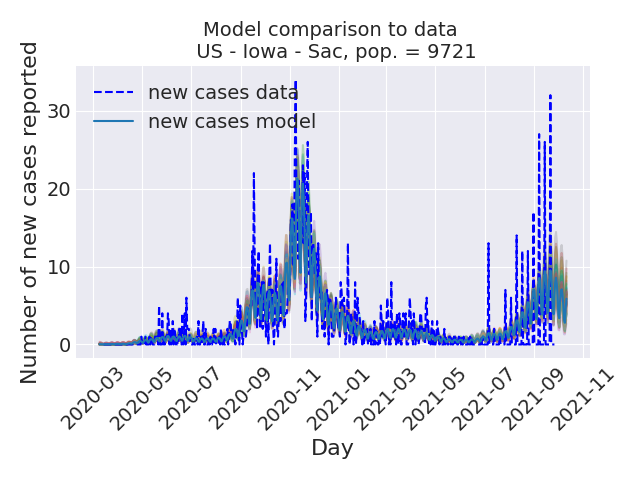 Model comparison to data
US - Iowa - Sac, pop. = 9721
Number of new cases reported
30
20
10
0
new cases data
new cases model
2020-03
2020-05
2020-07
2020-09
2020-11
2021-01
2021-03
2021-05
2021-07
2021-09
2021-11
Day